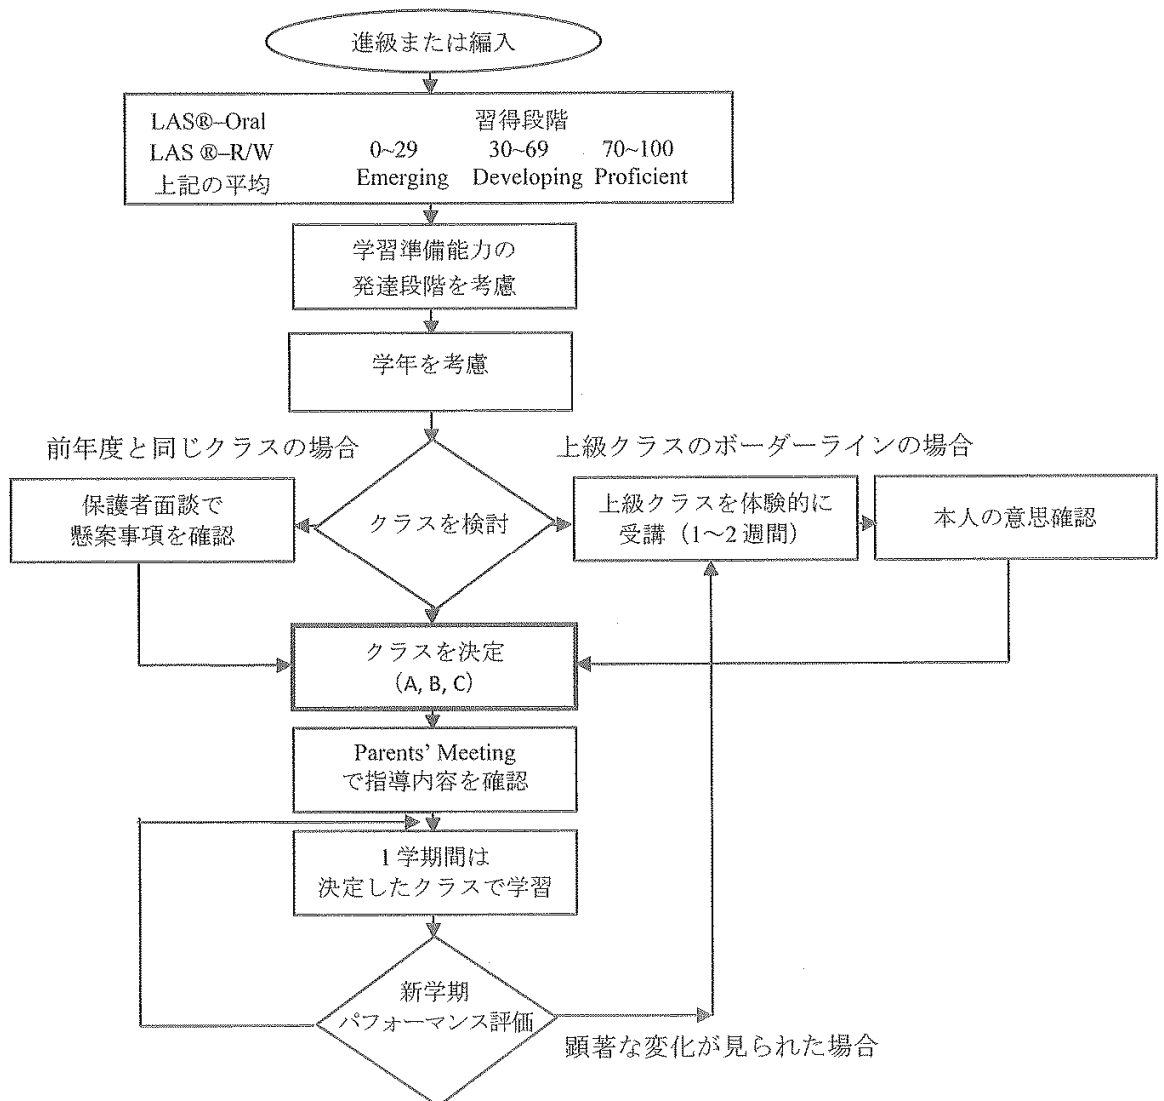 進級または編入
LAS®–Oral 習得段階
LAS ®–R/W 0~29 30~69 70~100
上記の平均 Emerging Developing Proficient
学習準備能力の
発達段階を考慮
学年を考慮
前年度と同じクラスの場合
上級クラスのボーダーラインの場合
保護者面談で
懸案事項を確認
クラスを検討
上級クラスを体験的に
受講（1〜2 週間）
本人の意思確認
クラスを決定
（A, B, C）
Parents’ Meeting
で指導内容を確認
1 学期間は
決定したクラスで学習
新学期
パフォーマンス評価
顕著な変化が見られた場合